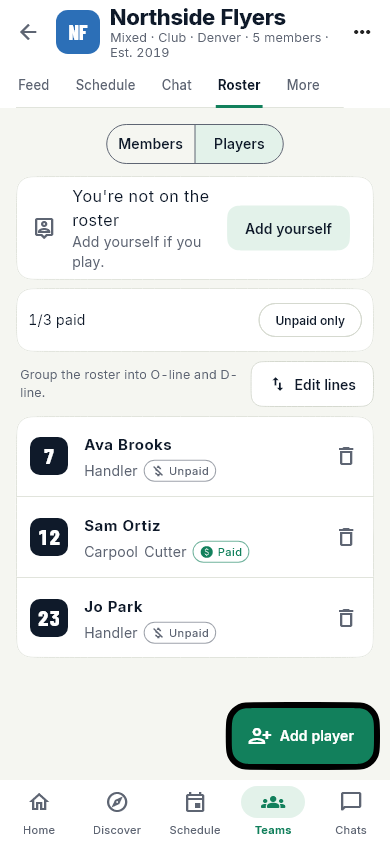 NF
Northside Flyers
Mixed · Club · Denver · 5 members ·
Est. 2019
Feed Schedule Chat Roster More
Members Players
You're not on the
roster
Add yourself if you
play.
Add yourself
1/3 paid
Unpaid only
Group the roster into O-line and D-
line.
Edit lines
7
Ava Brooks
Handler Unpaid
12
Sam Ortiz
Carpool Cutter Paid
23
Jo Park
Handler Unpaid
Add player
Home Discover Schedule Teams Chats